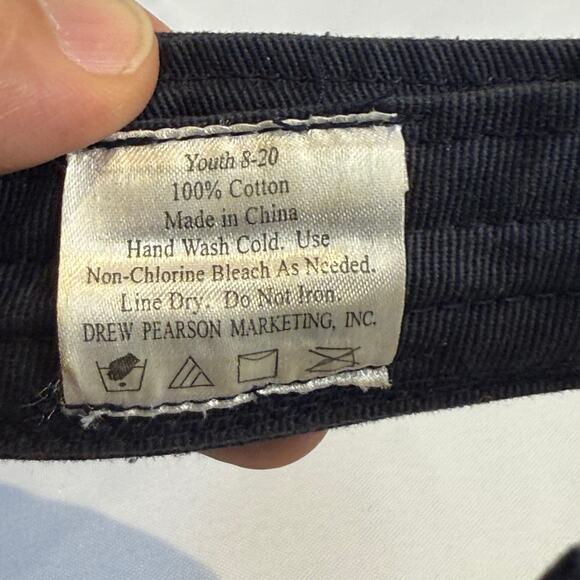 Youth 8-20
100% Cotton
Made in China
Hand Wash Cold. Use
Non-Chlorine Bleach As Needed.
Line Dry. Do Not Iron.
DREW PEARSON MARKETING, INC.